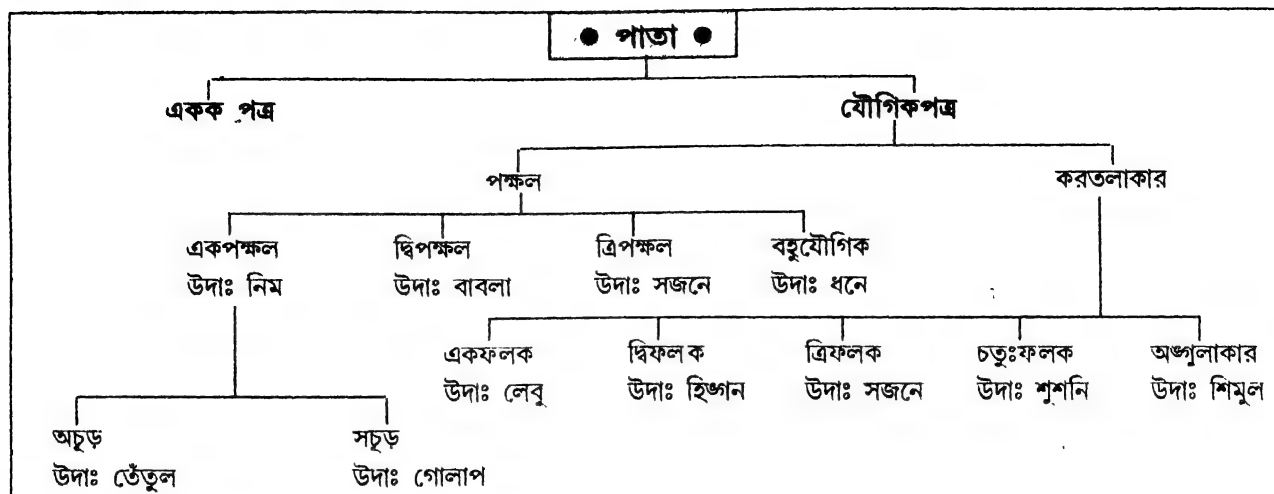 ● পাতা ●
একক পত্র
যৌগিকপত্র
পক্ষল
করতলাকার
একপক্ষল
উদাঃ নিম
দ্বিপক্ষল
উদাঃ বাবলা
ত্রিপক্ষল
উদাঃ সজনে
বহুযৌগিক
উদাঃ ধনে
একফলক
উদাঃ লেবু
দ্বিফলক
উদাঃ হিঙ্গন
ত্রিফলক
উদাঃ সজনে
চতুঃফলক
উদাঃ শুশনি
অঙ্গুলাকার
উদাঃ শিমুল
অচূড়
উদাঃ তেঁতুল
সচূড়
উদাঃ গোলাপ